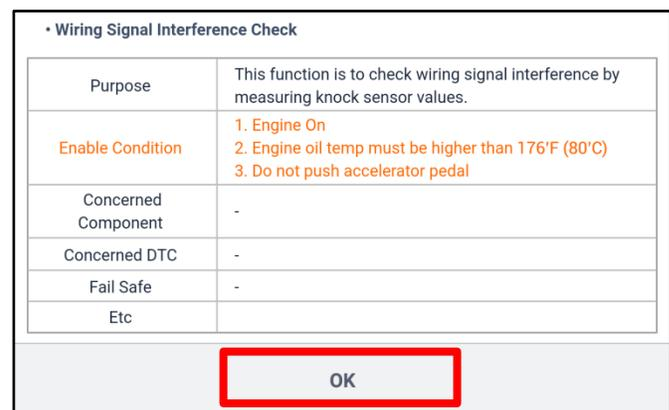 • Wiring Signal Interference Check
Purpose
This function is to check wiring signal interference by
measuring knock sensor values.
Enable Condition
1. Engine On
2. Engine oil temp must be higher than 176'F (80'C)
3. Do not push accelerator pedal
Concerned
Component
-
Concerned DTC
-
Fail Safe
-
Etc
OK